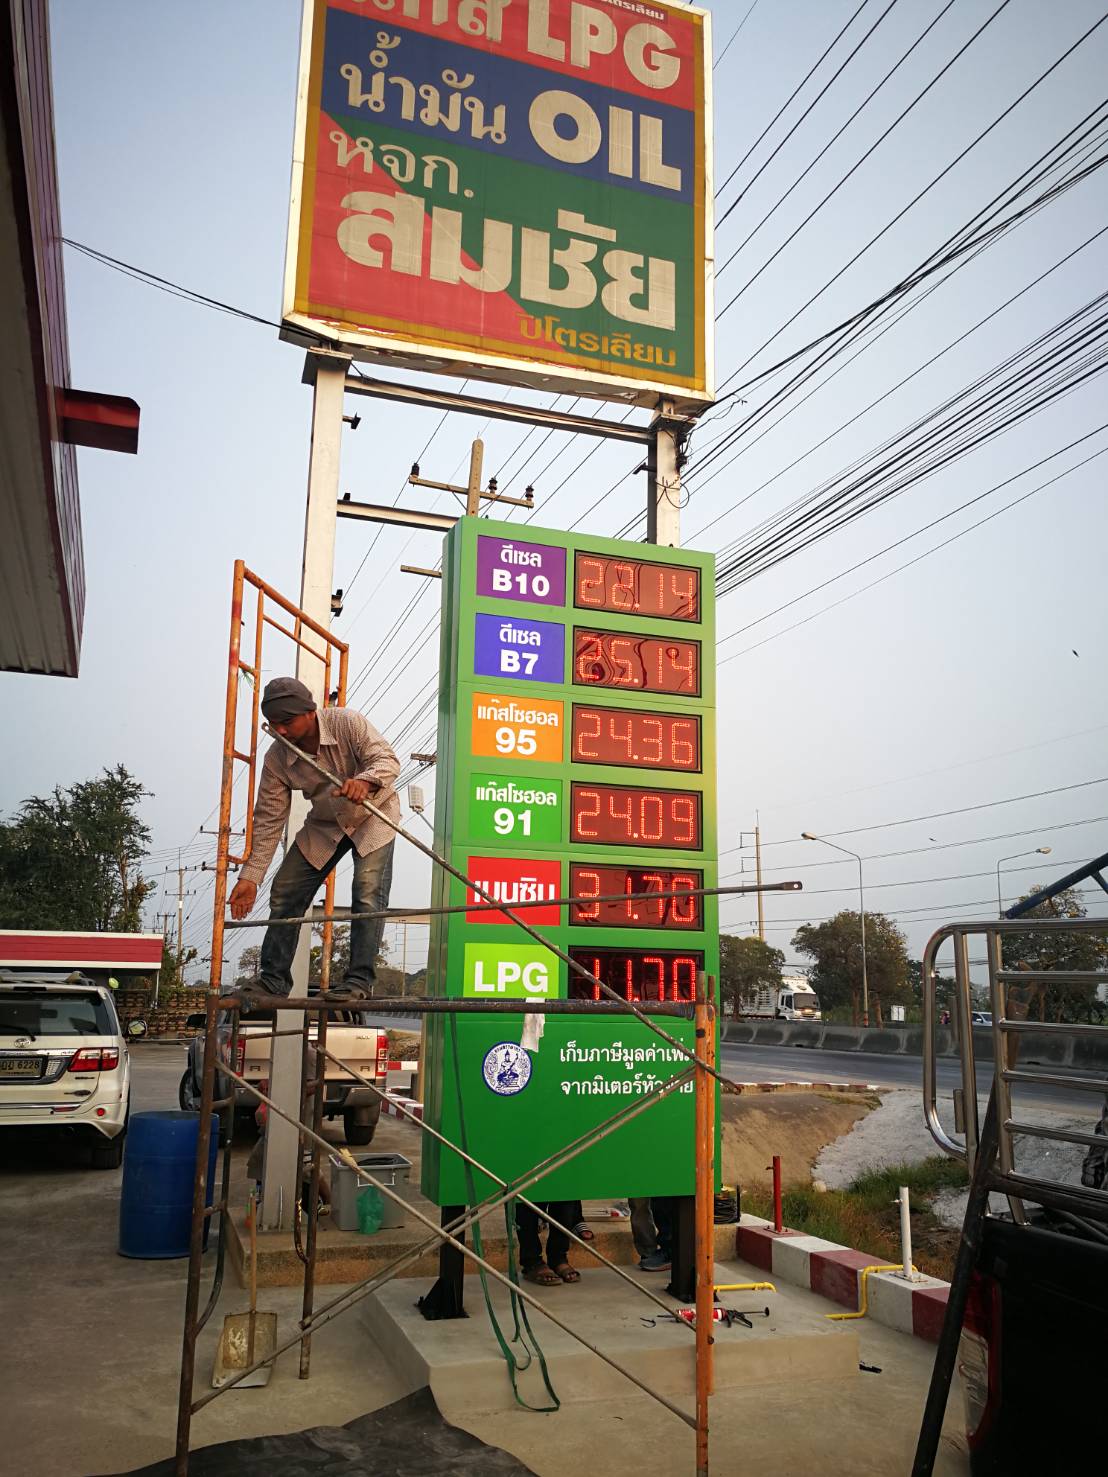 แก๊ส LPG
น้ำมัน OIL
หจก.
สมชัย
ปิโตรเลียม
ดีเซล
B10
22.14
ดีเซล
B7
25.14
แก๊สโซฮอล
95
24.36
แก๊สโซฮอล
91
24.09
เบนซิน
31.70
LPG
11.70
เก็บภาษีมูลค่าเพิ่ม
จากมิเตอร์หัวจ่าย
6228